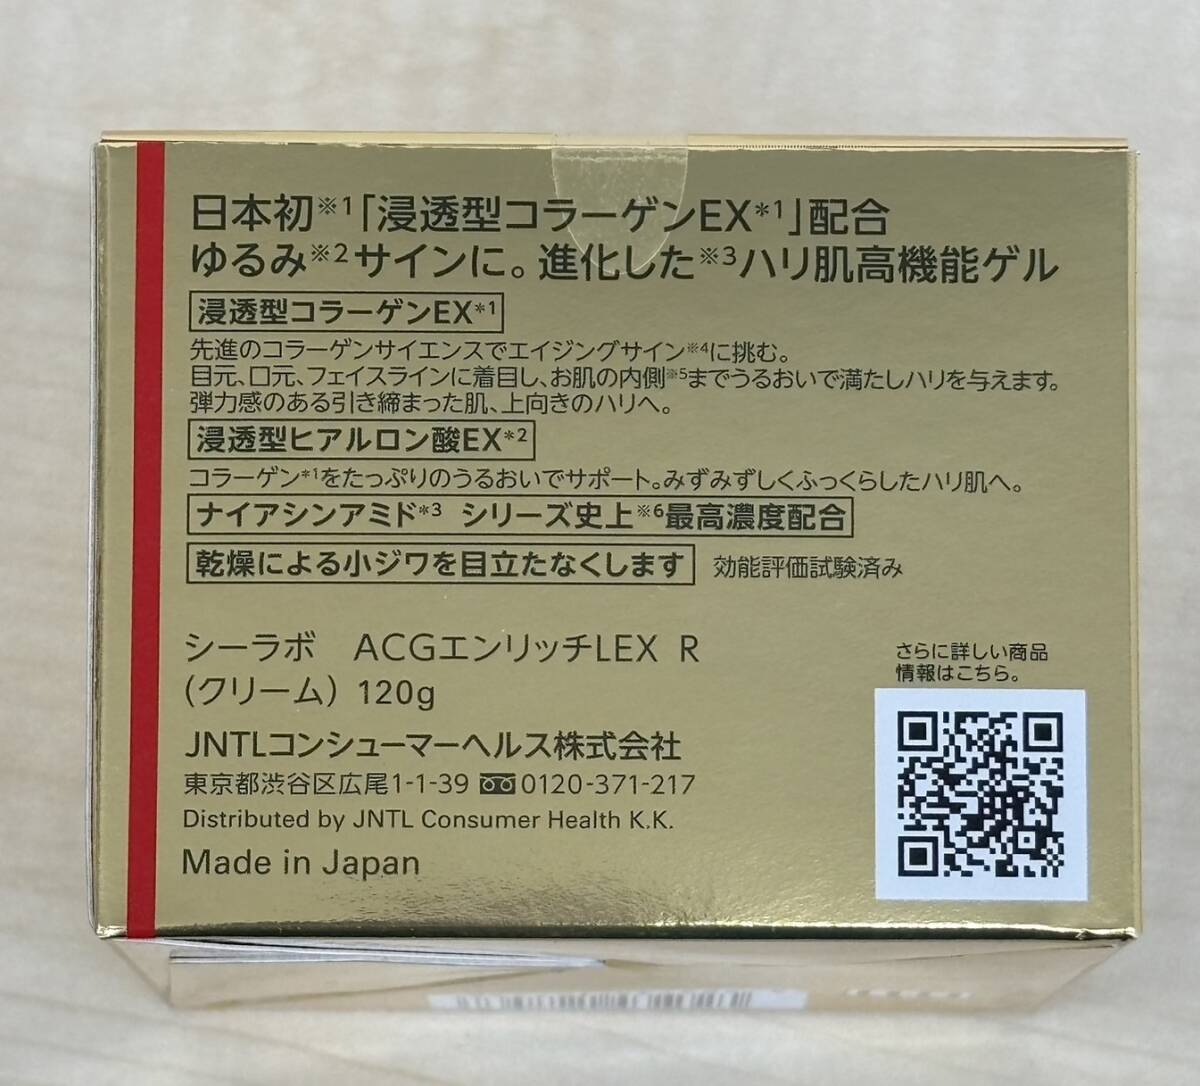 日本初※1「浸透型コラーゲンEX*1」配合
ゆるみ※2サインに。進化した※3ハリ肌高機能ゲル
浸透型コラーゲンEX*1
先進のコラーゲンサイエンスでエイジングサイン※4に挑む。
目元、口元、フェイスラインに着目し、お肌の内側※5までうるおいで満たしハリを与えます。
弾力感のある引き締まった肌、上向きのハリへ。
浸透型ヒアルロン酸EX*2
コラーゲン*1をたっぷりのうるおいでサポート。みずみずしくふっくらしたハリ肌へ。
ナイアシンアミド*3 シリーズ史上※6最高濃度配合
乾燥による小ジワを目立たなくします 効能評価試験済み
シーラボ ACGエンリッチLEX R
(クリーム) 120g
さらに詳しい商品
情報はこちら。
JNTLコンシューマーヘルス株式会社
東京都渋谷区広尾1-1-39 0120-371-217
Distributed by JNTL Consumer Health K.K.
Made in Japan